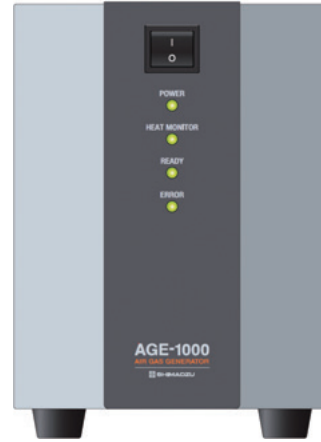 I
O
POWER
HEAT MONITOR
READY
ERROR
AGE-1000
AIR GAS GENERATOR
SHIMADZU